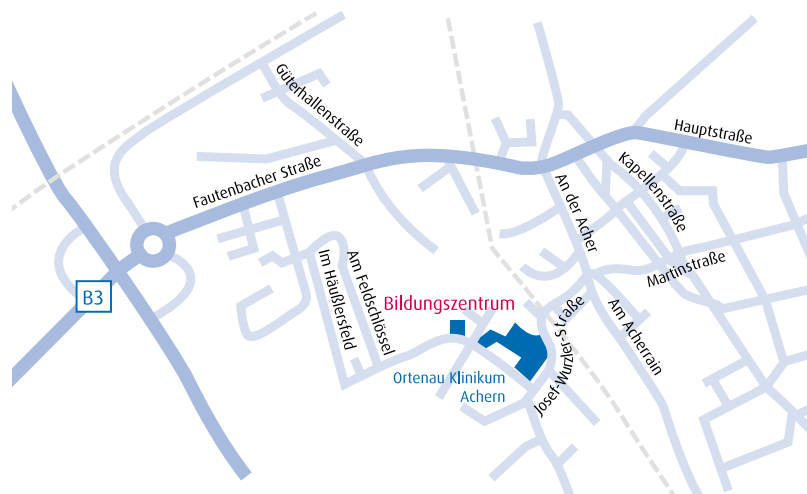 Güterhallenstraße
Hauptstraße
Fautenbacher Straße
Kapellenstraße
An der Acher
Martinstraße
B3
Im Häußlersfeld
Am Feldschlössel
Bildungszentrum
Josef-Wurzler-Straße
Am Acherrain
Ortenau Klinikum
Achern